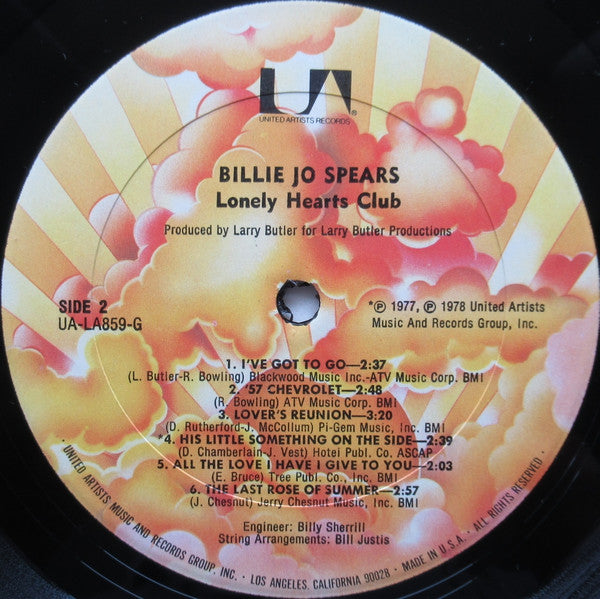 UA®
UNITED ARTISTS RECORDS
BILLIE JO SPEARS
Lonely Hearts Club
Produced by Larry Butler for Larry Butler Productions
SIDE 2
UA-LA859-G
*Ⓟ 1977, Ⓟ 1978 United Artists
Music And Records Group, Inc.
1. I'VE GOT TO GO—2:37
(L. Butler-R. Bowling) Blackwood Music Inc.-ATV Music Corp. BMI
2. '57 CHEVROLET—2:48
(R. Bowling) ATV Music Corp. BMI
3. LOVER'S REUNION—3:20
(D. Rutherford-J. McCollum) Pi-Gem Music, Inc. BMI
*4. HIS LITTLE SOMETHING ON THE SIDE—2:39
(D. Chamberlain-J. Vest) Hotei Publ. Co. ASCAP
5. ALL THE LOVE I HAVE I GIVE TO YOU—2:03
(E. Bruce) Tree Publ. Co., Inc. BMI
6. THE LAST ROSE OF SUMMER—2:57
(J. Chesnut) Jerry Chesnut Music, Inc. BMI
Engineer: Billy Sherrill
String Arrangements: Bill Justis
· UNITED ARTISTS MUSIC AND RECORDS GROUP, INC. · LOS ANGELES, CALIFORNIA 90028 · MADE IN U.S.A. · ALL RIGHTS RESERVED ·